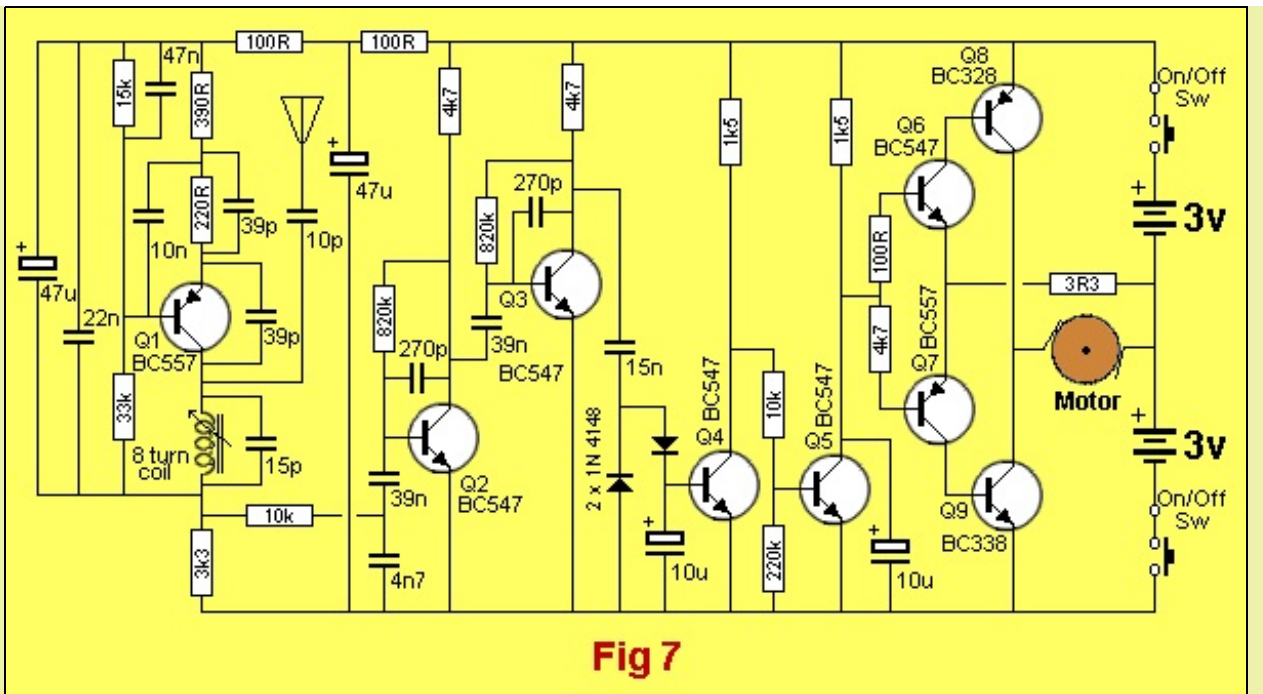 100R
100R
47n
15k
390R
4k7
4k7
Q8
BC328
On/Off
Sw
1k5
1k5
Q6
BC547
+
47u
270p
10n
220R
39p
10p
820k
100R
+
3v
+
47u
22n
Q1
BC557
39p
820k
270p
Q3
39n
BC547
15n
3R3
BC557
4k7
Q7
Motor
33k
8 turn
coil
15p
Q2
BC547
39n
2 x 1N 4148
BC547
Q4
10k
BC547
Q5
+
3v
10k
Q9
BC338
On/Off
Sw
3k3
4n7
+
10u
220k
+
10u
Fig 7